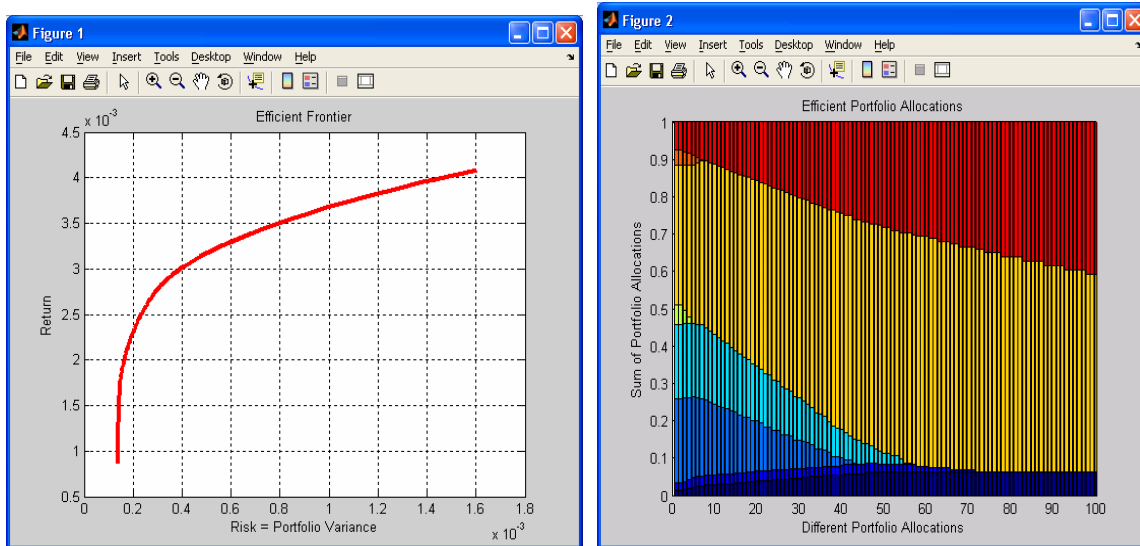 Figure 1
File Edit View Insert Tools Desktop Window Help
Efficient Frontier
x 10⁻³
4.5
4
3.5
3
2.5
2
1.5
1
0.5
Return
0 0.2 0.4 0.6 0.8 1 1.2 1.4 1.6 1.8
Risk = Portfolio Variance
x 10⁻³
Figure 2
File Edit View Insert Tools Desktop Window Help
Efficient Portfolio Allocations
1
0.9
0.8
0.7
0.6
0.5
0.4
0.3
0.2
0.1
0
Sum of Portfolio Allocations
0 10 20 30 40 50 60 70 80 90 100
Different Portfolio Allocations